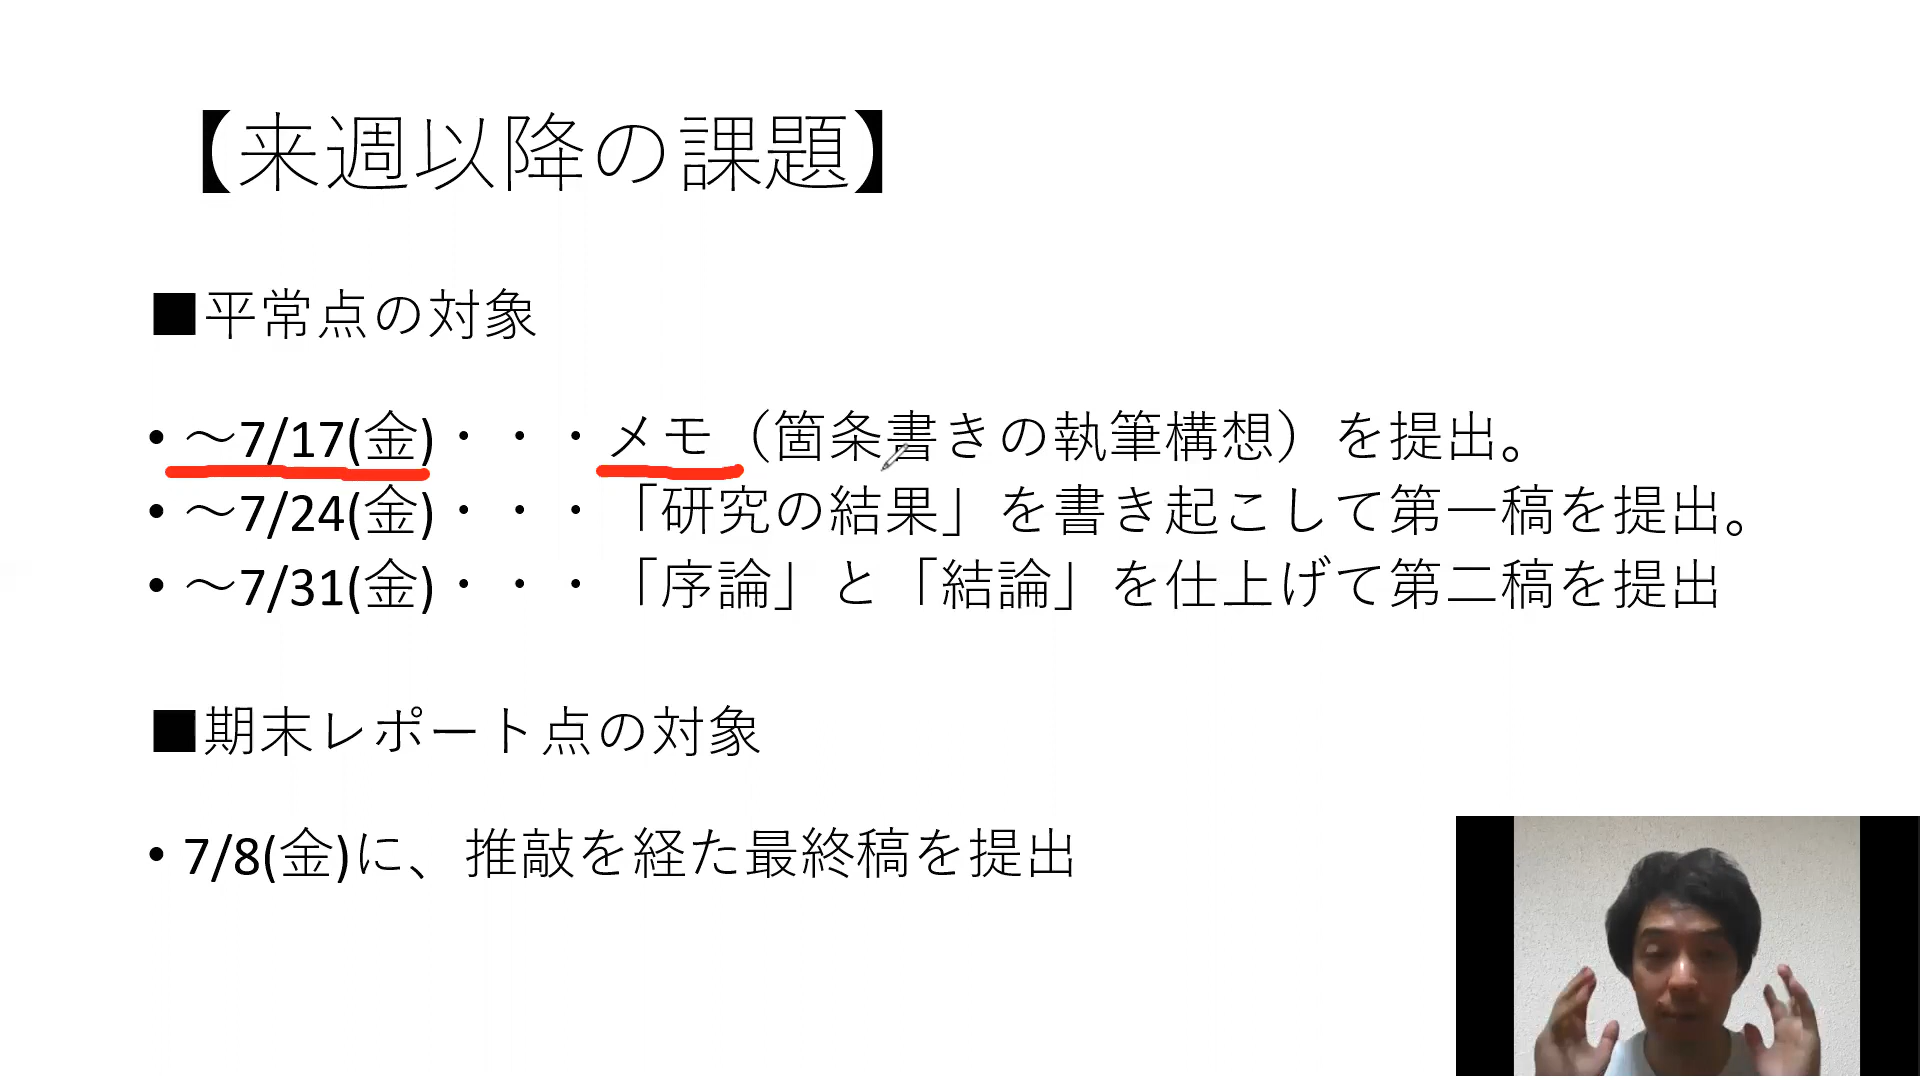 【来週以降の課題】
■平常点の対象
• ～7/17(金)・・・メモ（箇条書きの執筆構想）を提出。
• ～7/24(金)・・・「研究の結果」を書き起こして第一稿を提出。
• ～7/31(金)・・・「序論」と「結論」を仕上げて第二稿を提出
■期末レポート点の対象
• 7/8(金)に、推敲を経た最終稿を提出